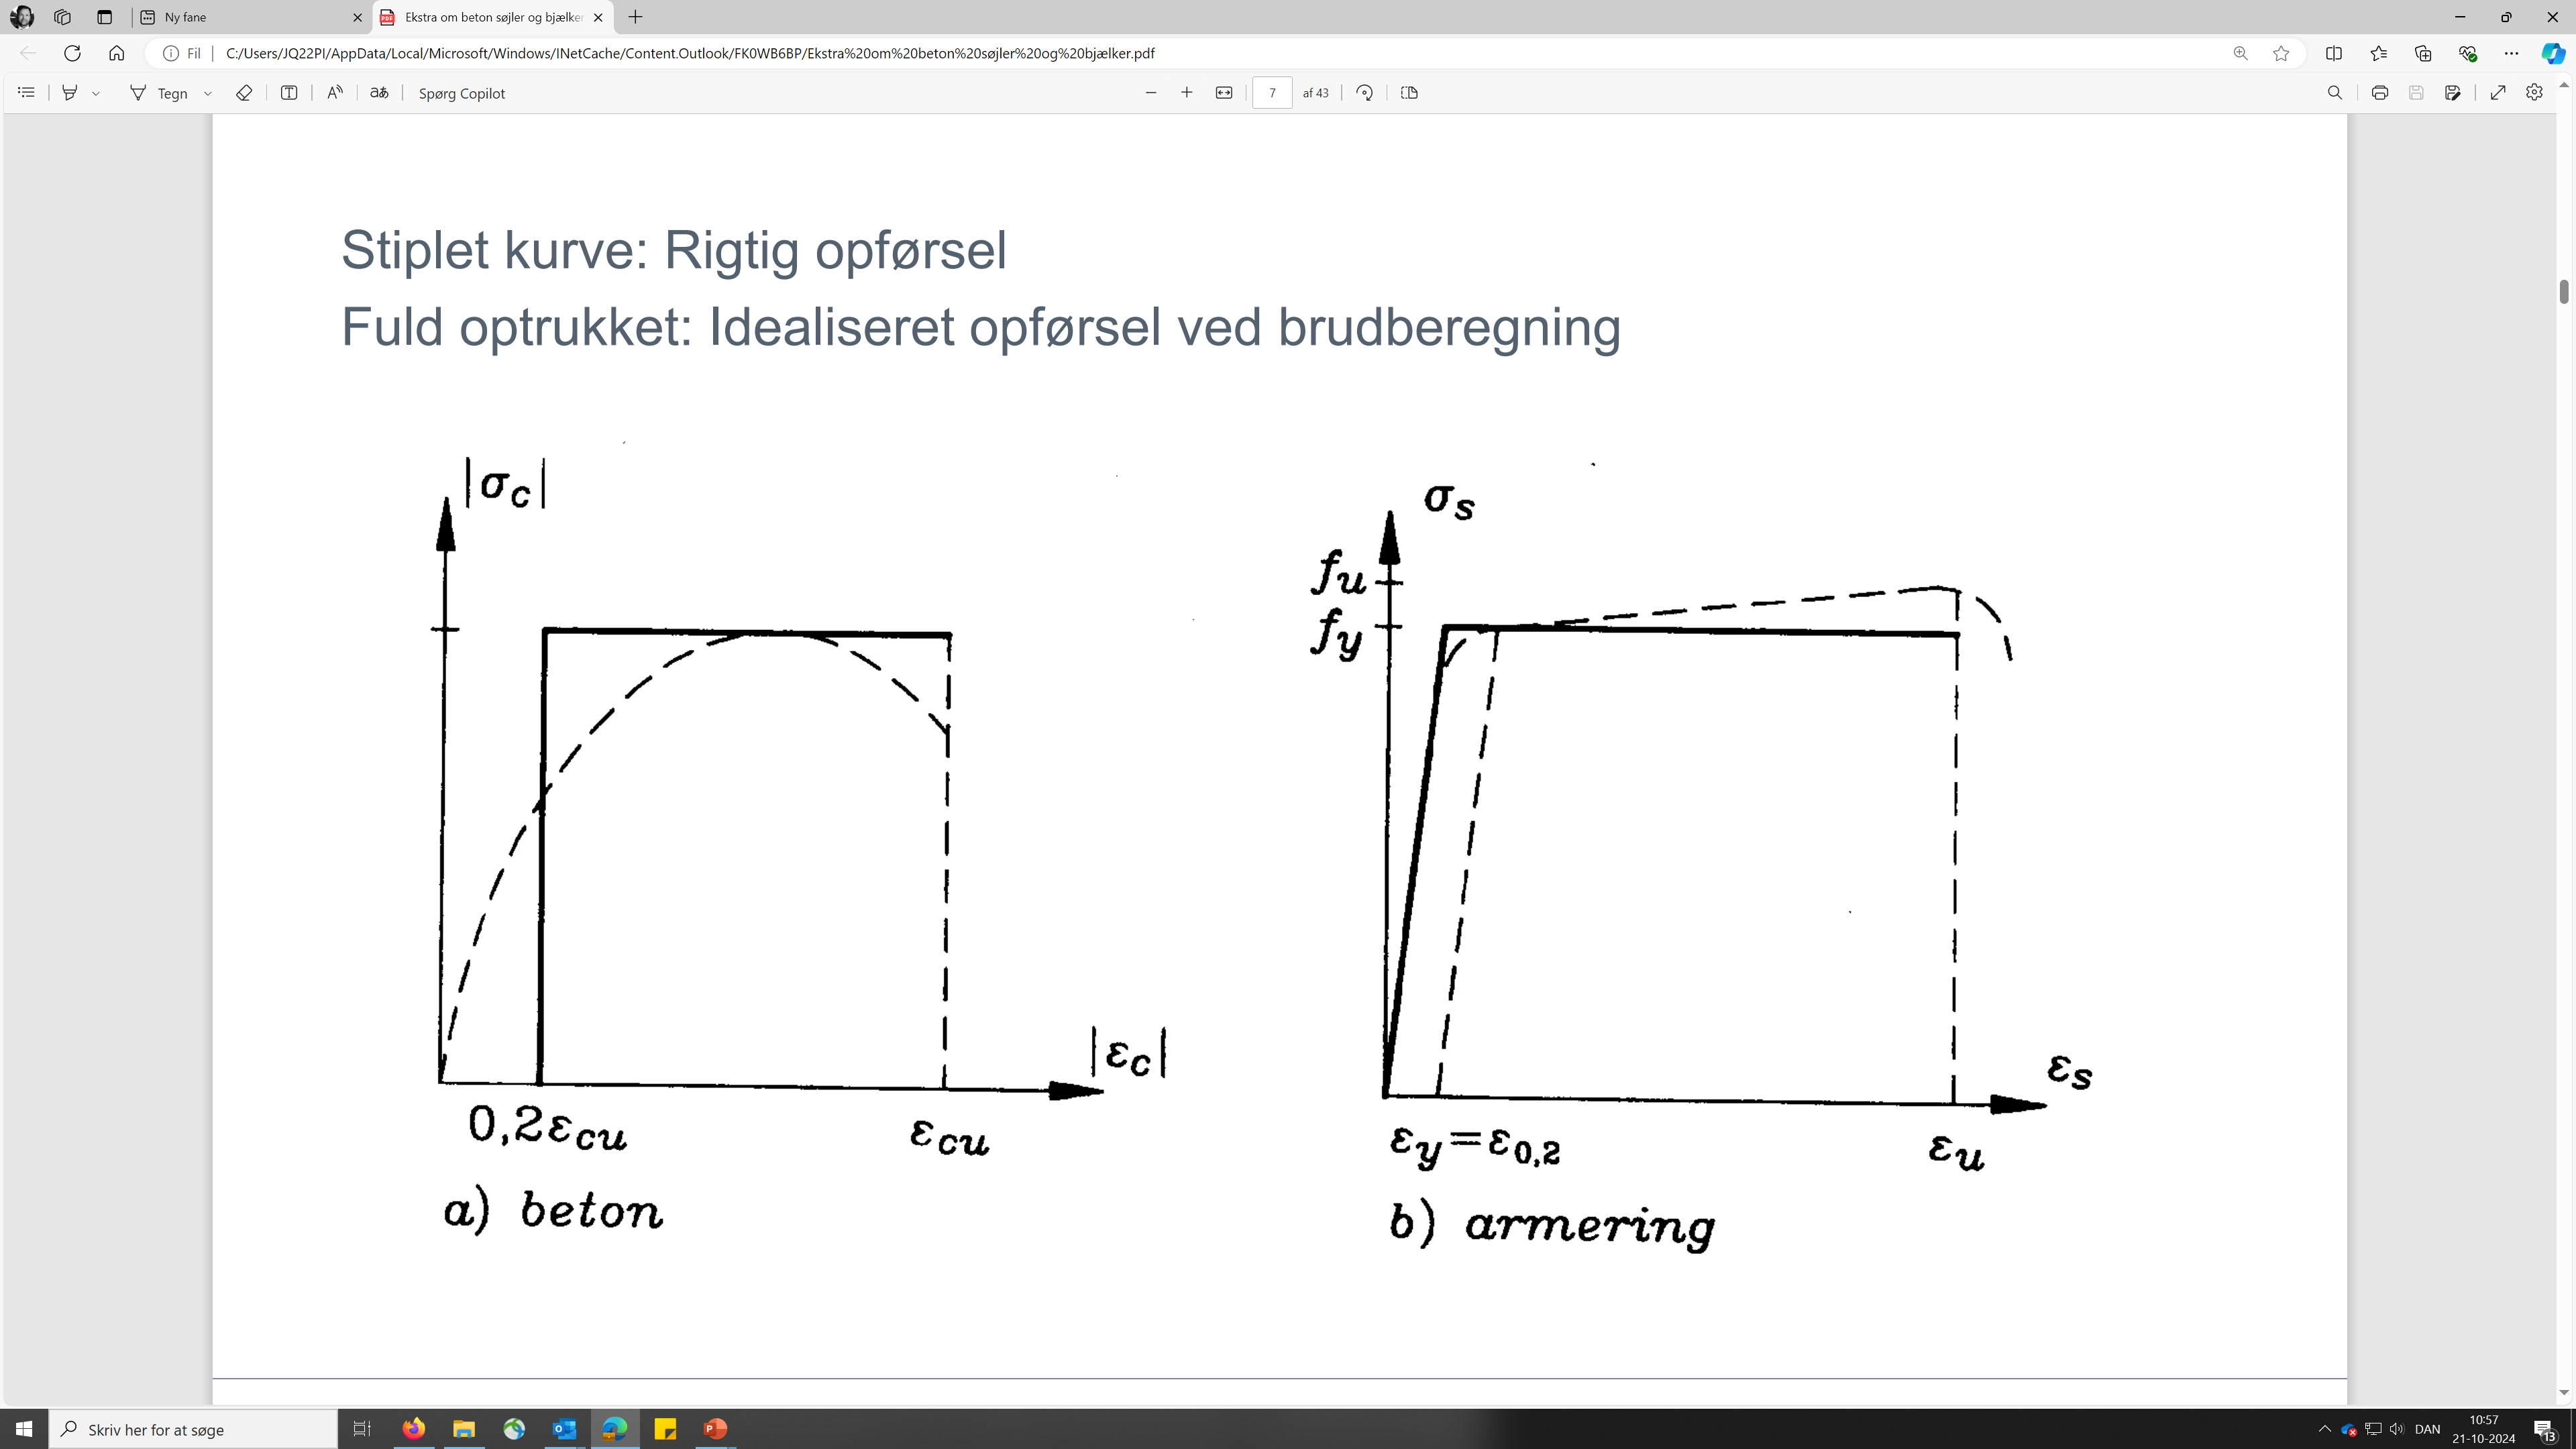 Ny fane
Ekstra om beton søjler og bjælker
Fil
C:/Users/JQ22PI/AppData/Local/Microsoft/Windows/INetCache/Content.Outlook/FK0WB6BP/Ekstra%20om%20beton%20søjler%20og%20bjælker.pdf
Tegn
Spørg Copilot
7
af 43
Stiplet kurve: Rigtig opførsel
Fuld optrukket: Idealiseret opførsel ved brudberegning
|σc|
|εc|
0,2εcu
εcu
a) beton
σs
fu
fy
εs
εy=ε0,2
εu
b) armering
Skriv her for at søge
DAN
10:57
21-10-2024
13